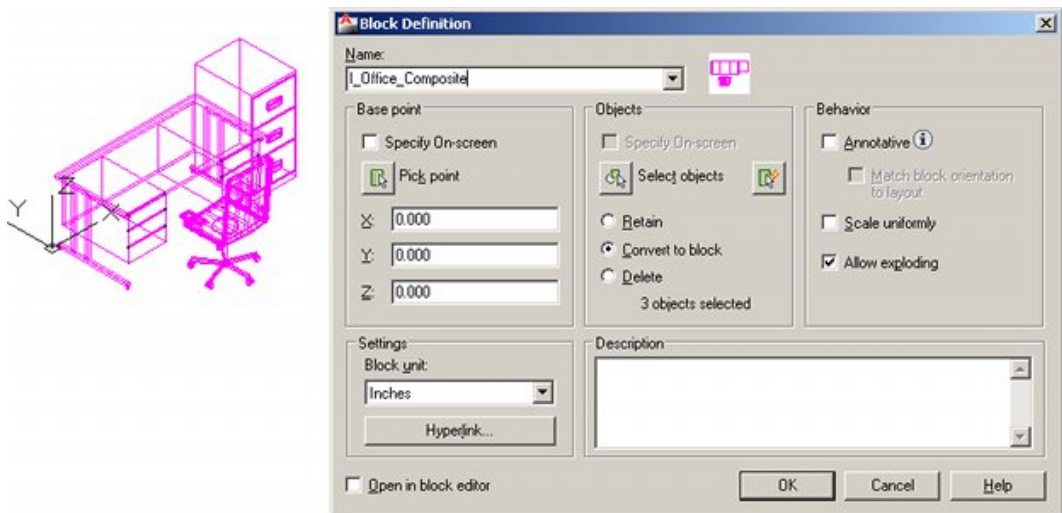 Block Definition
Name:
I_Office_Composite
Base point
Specify On-screen
Pick point
X: 0.000
Y: 0.000
Z: 0.000
Objects
Specify On-screen
Select objects
Retain
Convert to block
Delete
3 objects selected
Behavior
Annotative i
Match block orientation
to layout
Scale uniformly
Allow exploding
Settings
Block unit:
Inches
Hyperlink...
Description
Open in block editor
OK Cancel Help
Z
Y X